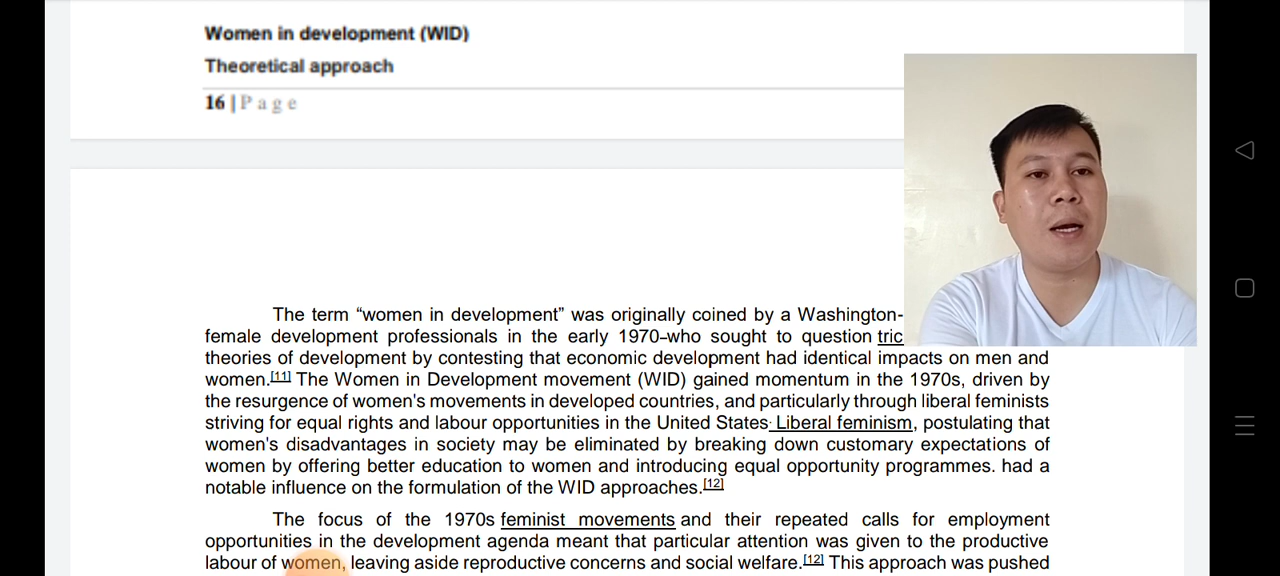 Women in development (WID)
Theoretical approach
16 | P a g e
The term “women in development” was originally coined by a Washington-
female development professionals in the early 1970 who sought to question
theories of development by contesting that economic development had identical impacts on men and
women.[11] The Women in Development movement (WID) gained momentum in the 1970s, driven by
the resurgence of women's movements in developed countries, and particularly through liberal feminists
striving for equal rights and labour opportunities in the United States. Liberal feminism, postulating that
women's disadvantages in society may be eliminated by breaking down customary expectations of
women by offering better education to women and introducing equal opportunity programmes. had a
notable influence on the formulation of the WID approaches.[12]
The focus of the 1970s feminist movements and their repeated calls for employment
opportunities in the development agenda meant that particular attention was given to the productive
labour of women, leaving aside reproductive concerns and social welfare.[12] This approach was pushed